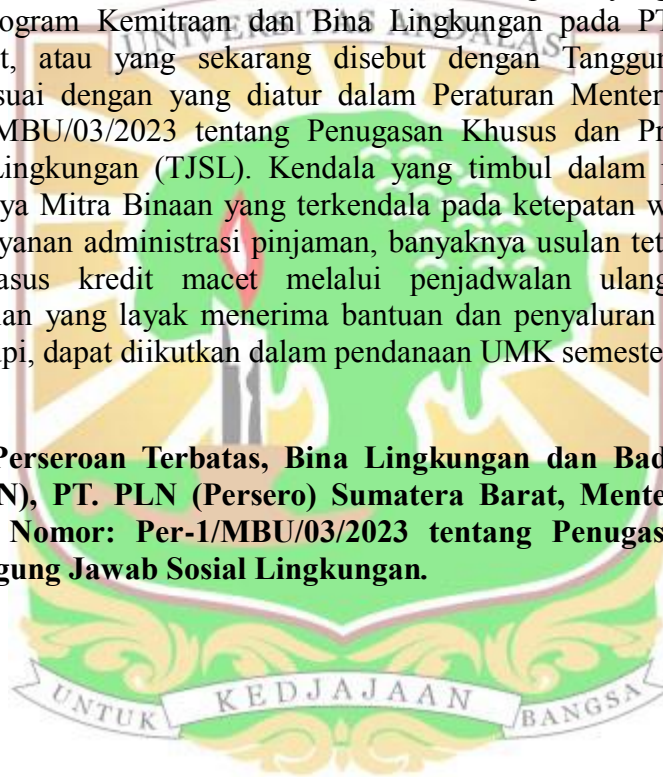 rogram Kemitraan dan Bina Lingkungan pada PT
UNIVERSITAS ANDALAS
t, atau yang sekarang disebut dengan Tanggun
suai dengan yang diatur dalam Peraturan Menter
MBU/03/2023 tentang Penugasan Khusus dan Pr
Lingkungan (TJSL). Kendala yang timbul dalam
ya Mitra Binaan yang terkendala pada ketepatan w
yanan administrasi pinjaman, banyaknya usulan tet
asus kredit macet melalui penjadwalan ulang
an yang layak menerima bantuan dan penyaluran
api, dapat diikutkan dalam pendanaan UMK semeste
Perseroan Terbatas, Bina Lingkungan dan Bad
N), PT. PLN (Persero) Sumatera Barat, Mente
Nomor: Per-1/MBU/03/2023 tentang Penugas
gung Jawab Sosial Lingkungan.
UNTUK KEDJAJAAN BANGSA